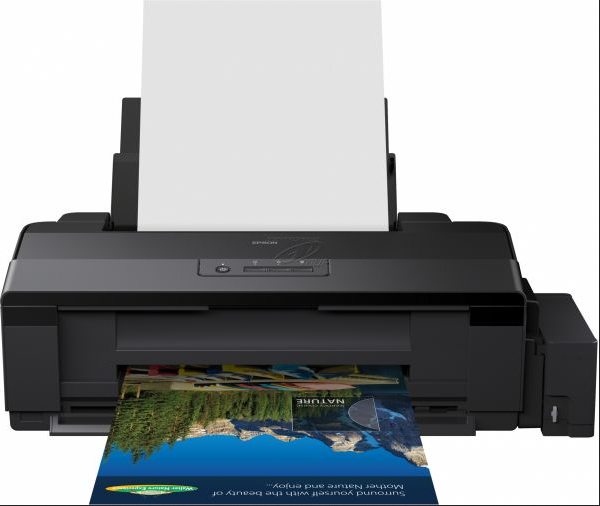 EPSON
Surround yourself with the beauty of
Mother Nature and enjoy...
NATURE